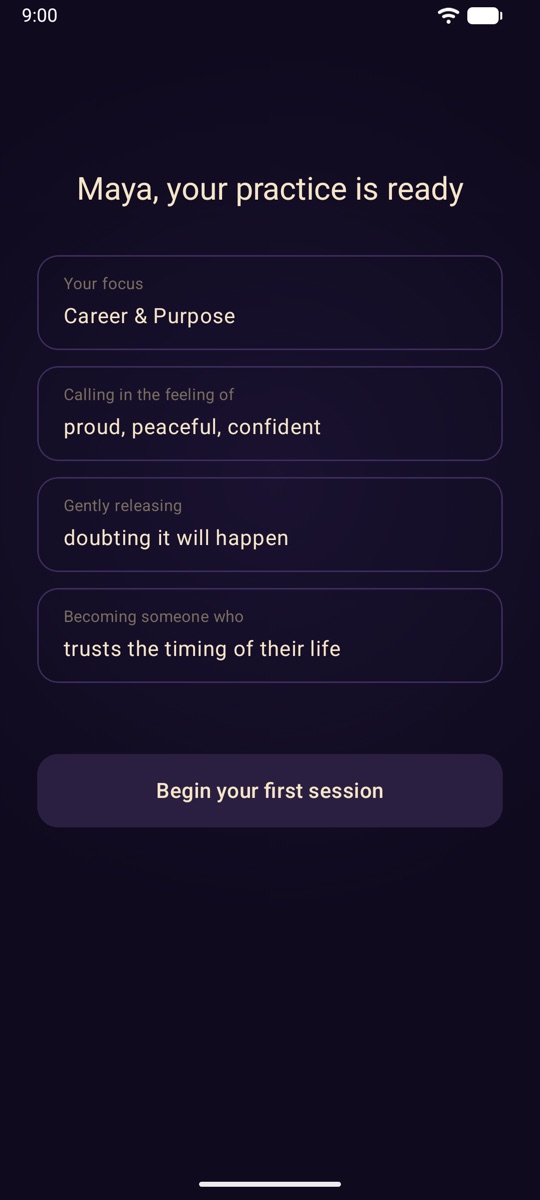 9:00
Maya, your practice is ready
Your focus
Career & Purpose
Calling in the feeling of
proud, peaceful, confident
Gently releasing
doubting it will happen
Becoming someone who
trusts the timing of their life
Begin your first session